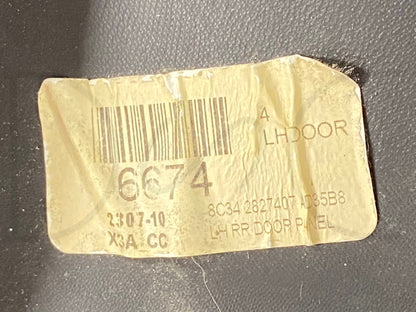 4
LHDOOR
6674
2307-10
X3A CC
8C34 2827407 AD35B8
LH RR DOOR PANEL